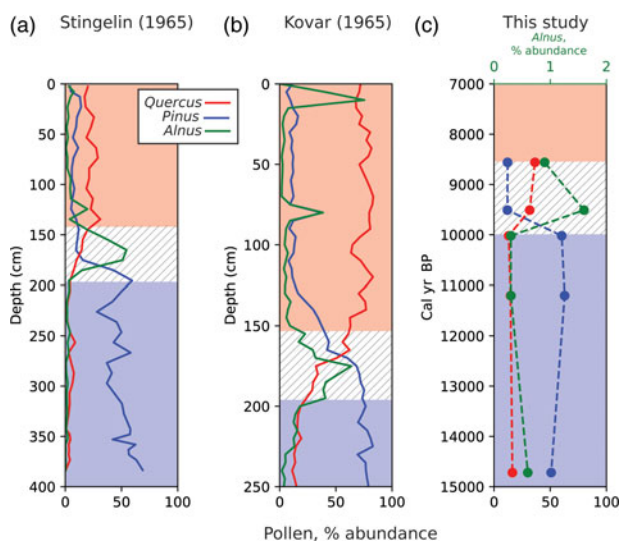 (a) Stingelin (1965)
(b) Kovar (1965)
(c) This study
Alnus,
% abundance
0 1 2
Quercus
Pinus
Alnus
Depth (cm)
0
50
100
150
200
250
300
350
400
0 50 100
Depth (cm)
0
50
100
150
200
250
0 50 100
Cal yr BP
7000
8000
9000
10000
11000
12000
13000
14000
15000
0 50 100
Pollen, % abundance